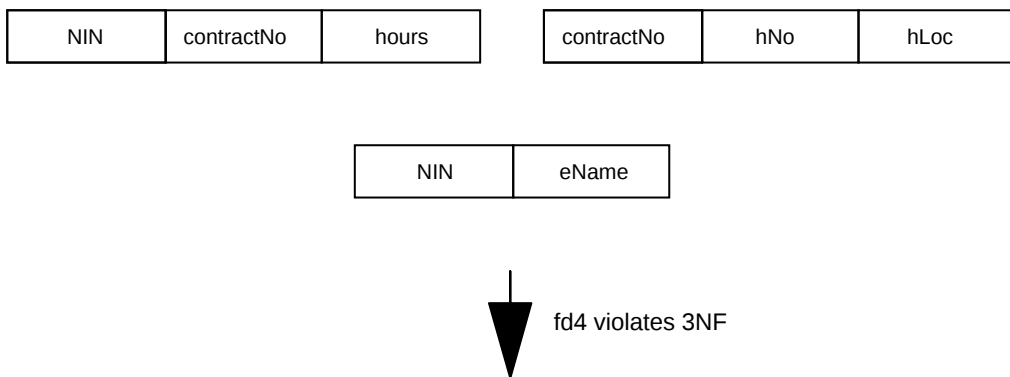 NIN contractNo hours contractNo hNo hLoc
NIN eName
fd4 violates 3NF